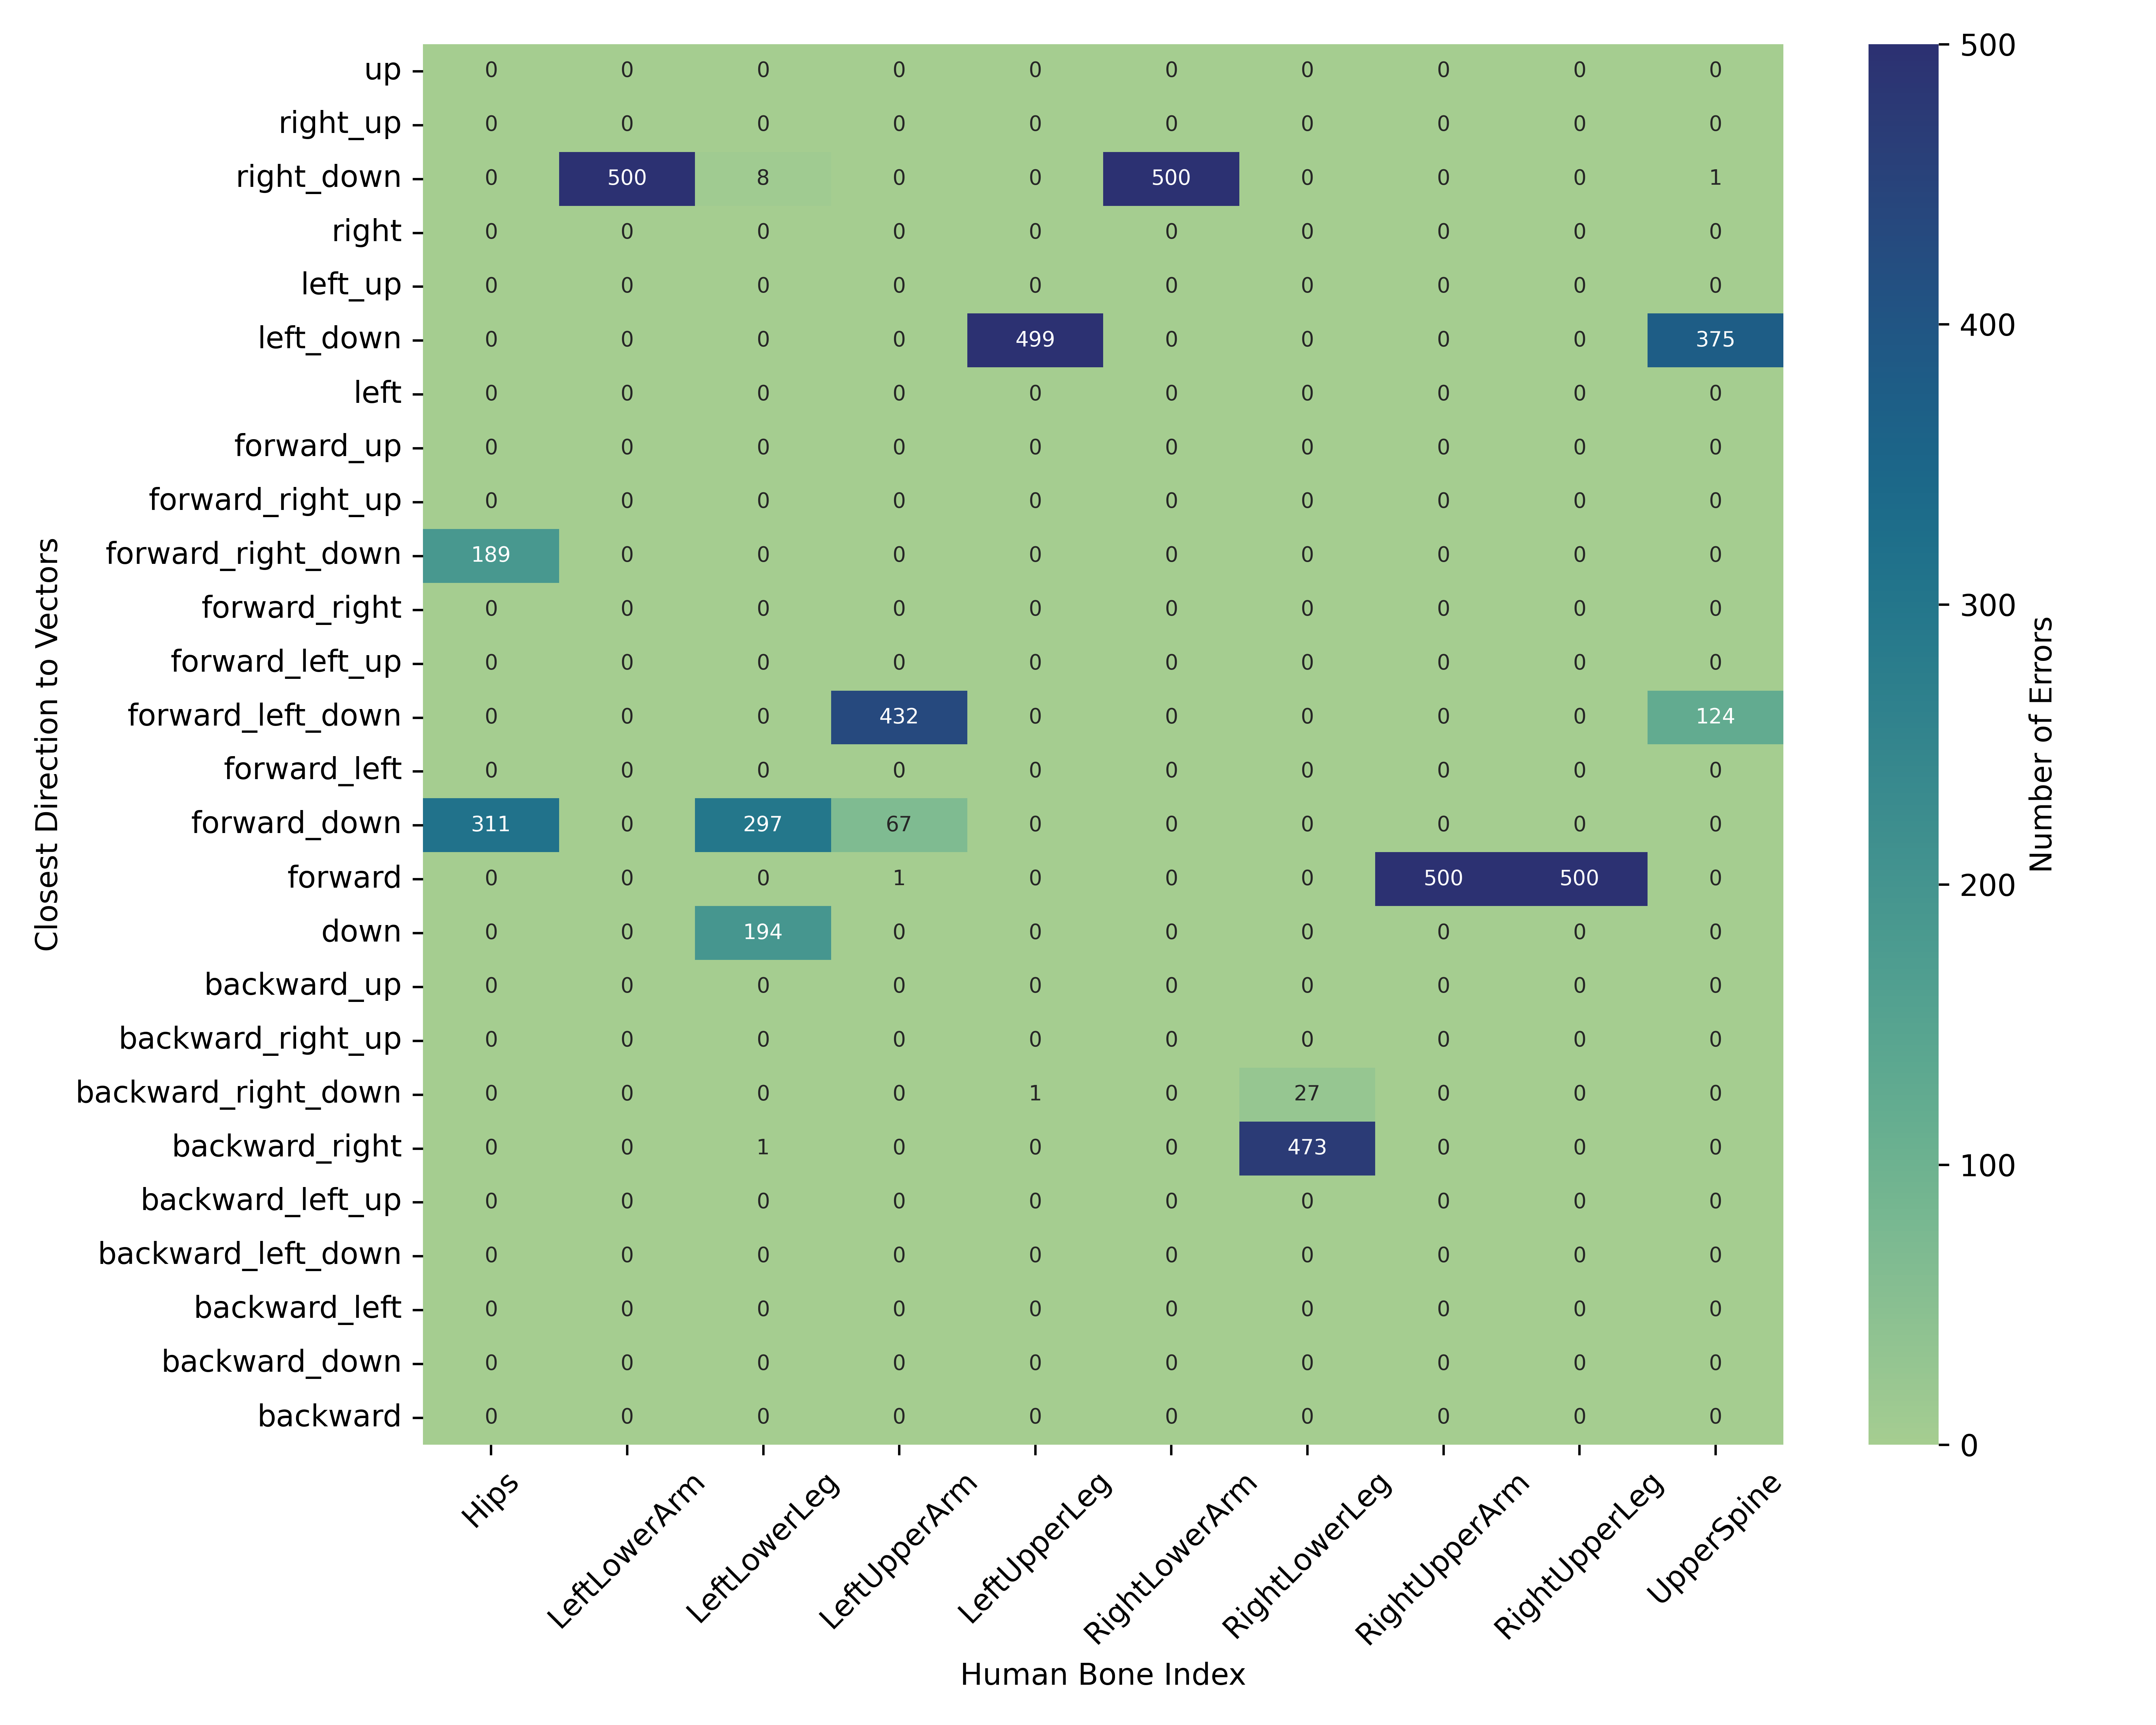 up 0 0 0 0 0 0 0 0 0 0
right_up 0 0 0 0 0 0 0 0 0 0
right_down 0 500 8 0 0 500 0 0 0 1
right 0 0 0 0 0 0 0 0 0 0
left_up 0 0 0 0 0 0 0 0 0 0
left_down 0 0 0 0 499 0 0 0 0 375
left 0 0 0 0 0 0 0 0 0 0
forward_up 0 0 0 0 0 0 0 0 0 0
forward_right_up 0 0 0 0 0 0 0 0 0 0
forward_right_down 189 0 0 0 0 0 0 0 0 0
forward_right 0 0 0 0 0 0 0 0 0 0
forward_left_up 0 0 0 0 0 0 0 0 0 0
forward_left_down 0 0 0 432 0 0 0 0 0 124
forward_left 0 0 0 0 0 0 0 0 0 0
forward_down 311 0 297 67 0 0 0 0 0 0
forward 0 0 0 1 0 0 0 500 500 0
down 0 0 194 0 0 0 0 0 0 0
backward_up 0 0 0 0 0 0 0 0 0 0
backward_right_up 0 0 0 0 0 0 0 0 0 0
backward_right_down 0 0 0 0 1 0 27 0 0 0
backward_right 0 0 1 0 0 0 473 0 0 0
backward_left_up 0 0 0 0 0 0 0 0 0 0
backward_left_down 0 0 0 0 0 0 0 0 0 0
backward_left 0 0 0 0 0 0 0 0 0 0
backward_down 0 0 0 0 0 0 0 0 0 0
backward 0 0 0 0 0 0 0 0 0 0
Closest Direction to Vectors
Hips
LeftLowerArm
LeftLowerLeg
LeftUpperArm
LeftUpperLeg
RightLowerArm
RightLowerLeg
RightUpperArm
RightUpperLeg
UpperSpine
Human Bone Index
500
400
300
200
100
0
Number of Errors